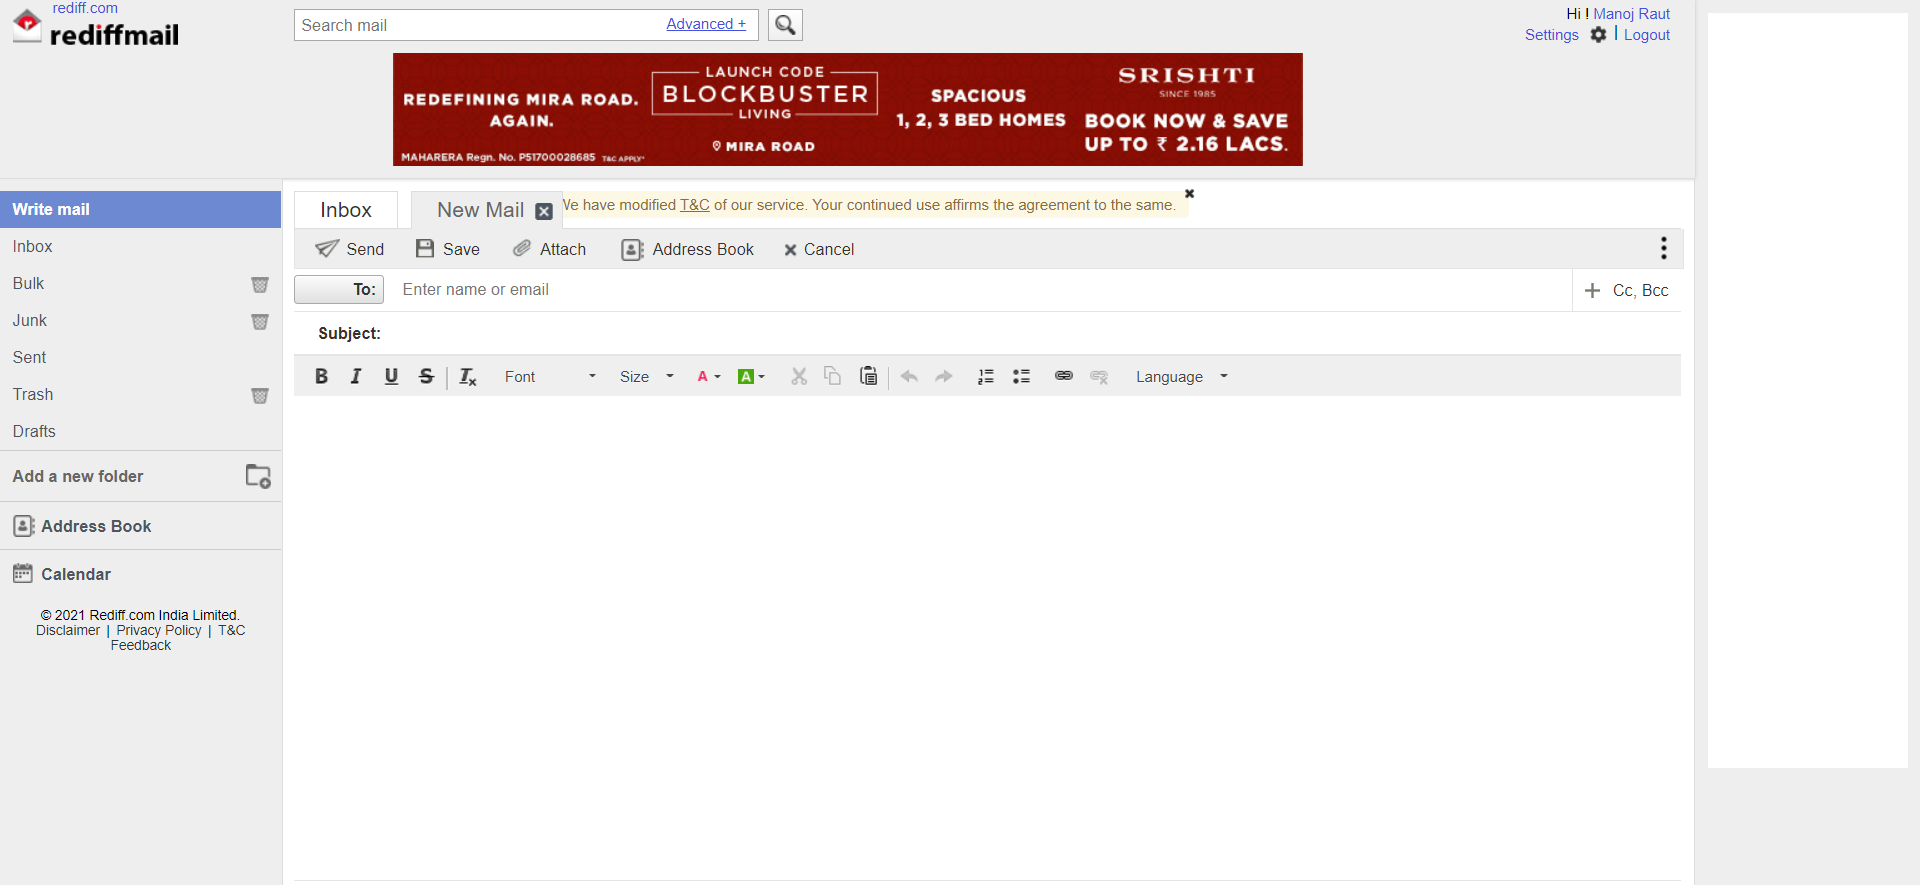 rediff.com
rediffmail
Search mail
Advanced +
Hi ! Manoj Raut
Settings | Logout
REDEFINING MIRA ROAD.
AGAIN.
MAHARERA Regn. No. P51700028685 T&C APPLY*
LAUNCH CODE
BLOCKBUSTER
LIVING
MIRA ROAD
SPACIOUS
1, 2, 3 BED HOMES
SRISHTI
SINCE 1985
BOOK NOW & SAVE
UP TO ₹ 2.16 LACS.
Write mail
Inbox
Bulk
Junk
Sent
Trash
Drafts
Add a new folder
Address Book
Calendar
© 2021 Rediff.com India Limited.
Disclaimer | Privacy Policy | T&C
Feedback
Inbox
New Mail
We have modified T&C of our service. Your continued use affirms the agreement to the same.
Send Save Attach Address Book Cancel
To: Enter name or email
Cc, Bcc
Subject:
B I U S Tx Font Size A A Language